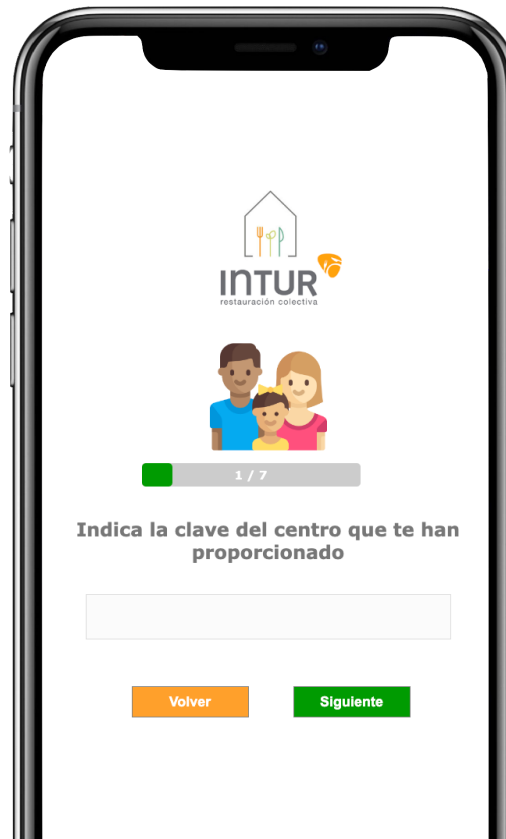 INTUR
restauración colectiva
1 / 7
Indica la clave del centro que te han
proporcionado
Volver
Siguiente